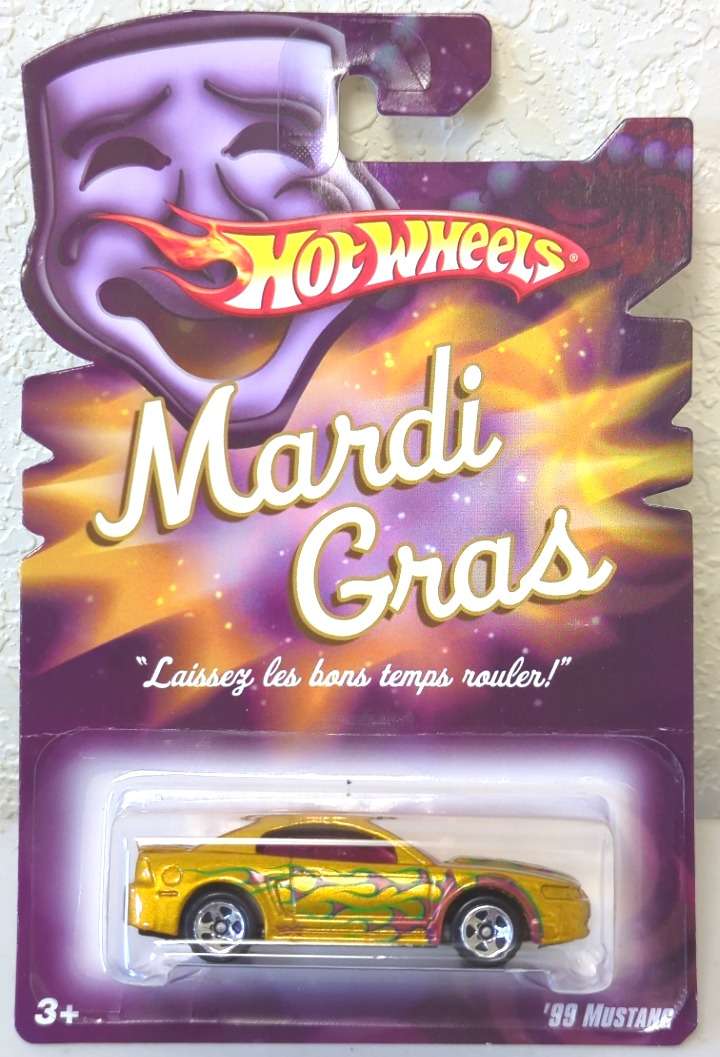 HOT WHEELS®
Mardi
Gras
"Laissez les bons temps rouler!"
3+
'99 MUSTANG